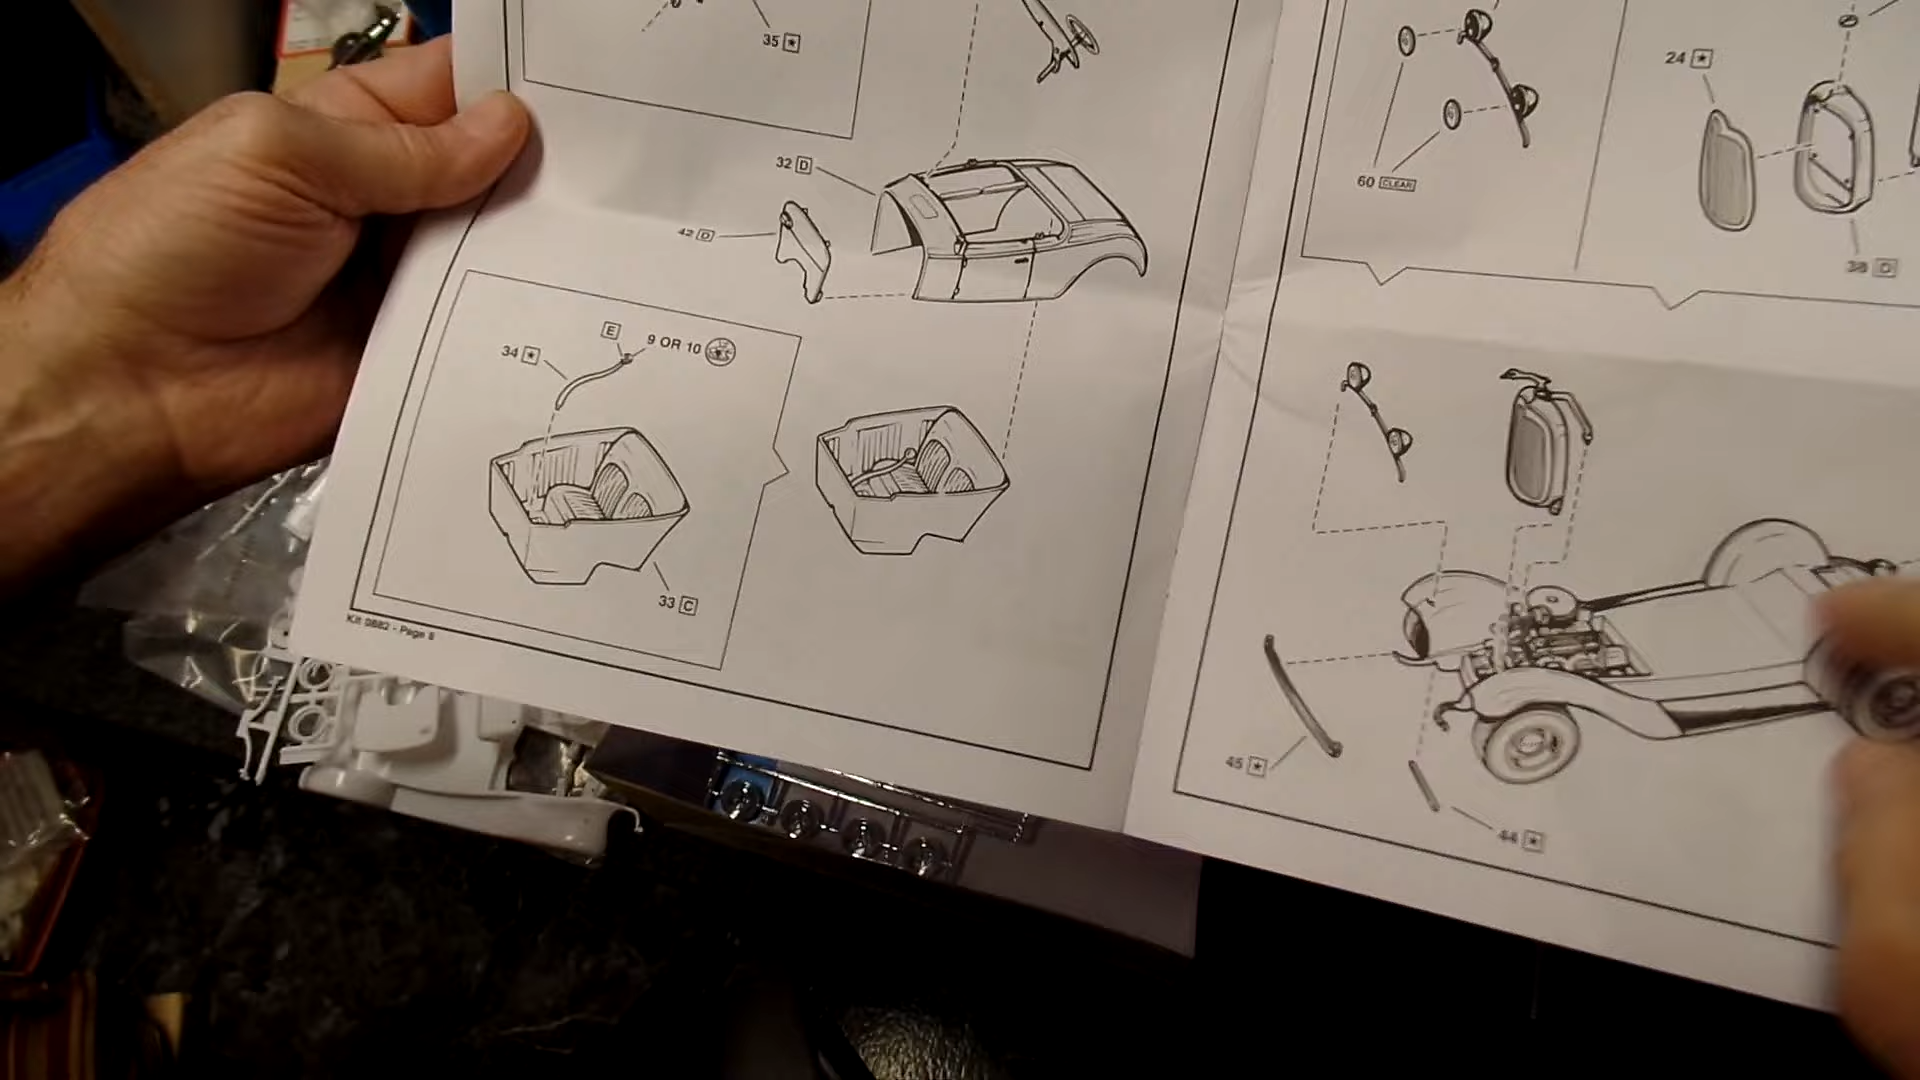 35 ★
32 D
42 D
E 9 OR 10
34 ★
33 C
Kit 0882 - Page 8
24 ★
60 CLEAR
38 D
45 ★
44 ★